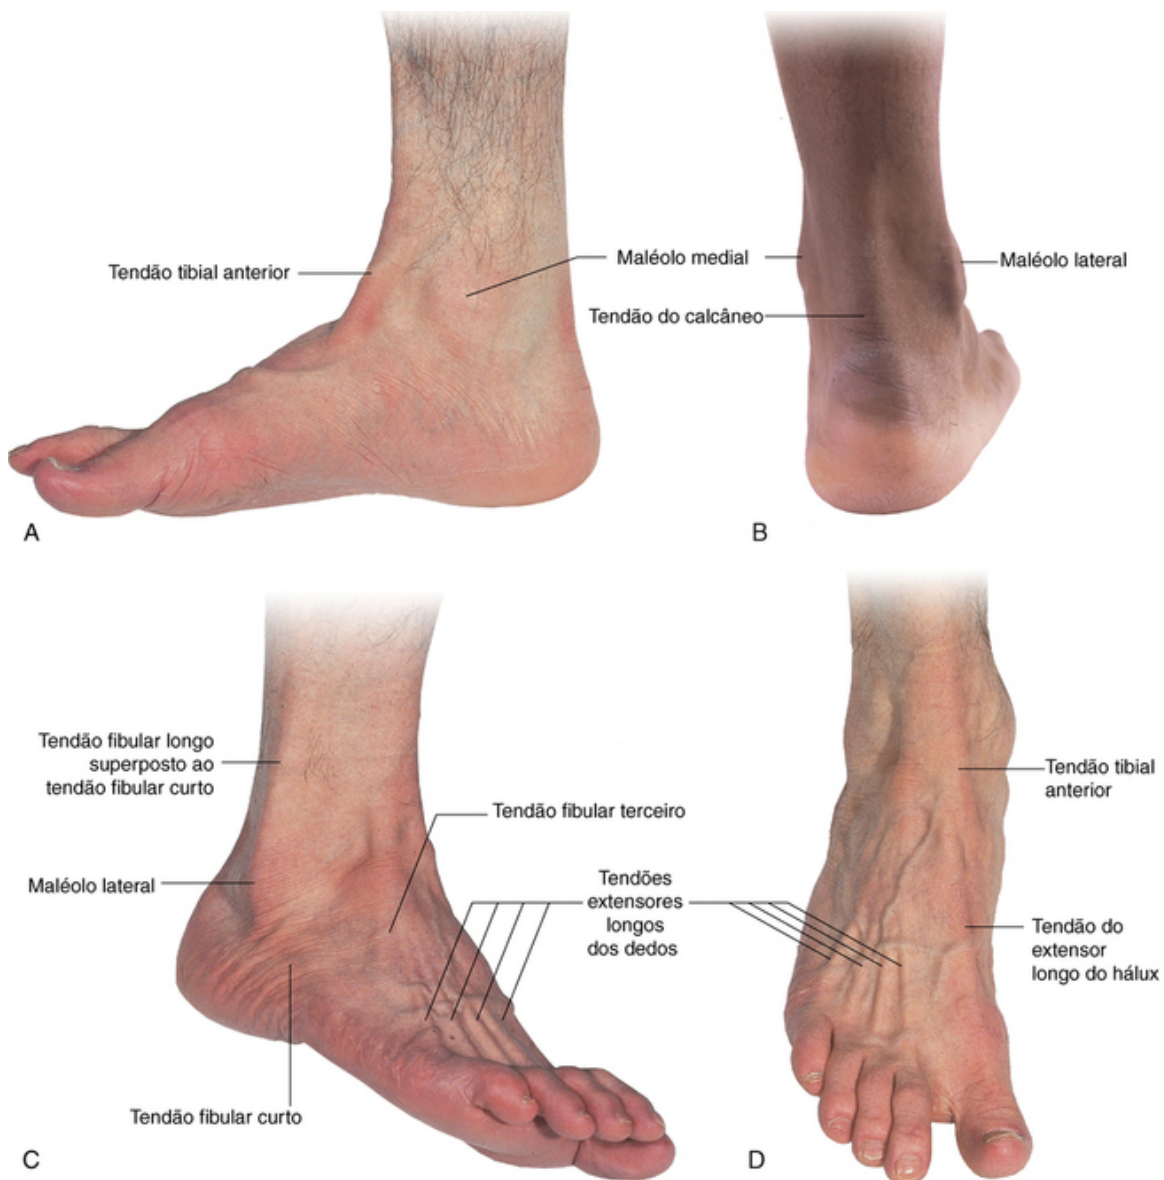 Tendão tibial anterior
Maléolo medial
Maléolo lateral
Tendão do calcâneo
A
B
Tendão fibular longo
superposto ao
tendão fibular curto
Tendão fibular terceiro
Maléolo lateral
Tendões
extensores
longos
dos dedos
Tendão fibular curto
C
Tendão tibial
anterior
Tendão do
extensor
longo do hálux
D